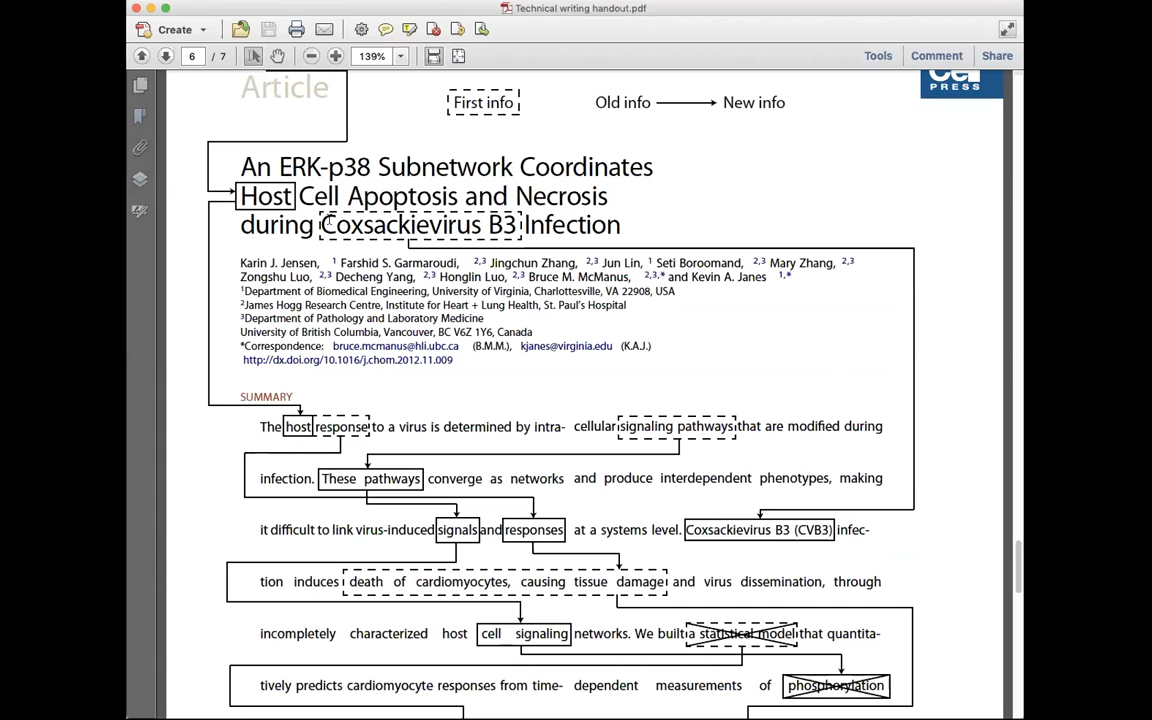 Technical writing handout.pdf
Create
6 / 7
139%
Tools
Comment
Share
Article
First info
Old info
New info
PRESS
An ERK-p38 Subnetwork Coordinates
Host Cell Apoptosis and Necrosis
during Coxsackievirus B3 Infection
Karin J. Jensen, 1 Farshid S. Garmaroudi, 2,3 Jingchun Zhang, 2,3 Jun Lin, 1 Seti Boroomand, 2,3 Mary Zhang, 2,3
Zongshu Luo, 2,3 Decheng Yang, 2,3 Honglin Luo, 2,3 Bruce M. McManus, 2,3,* and Kevin A. Janes 1,*
1Department of Biomedical Engineering, University of Virginia, Charlottesville, VA 22908, USA
2James Hogg Research Centre, Institute for Heart + Lung Health, St. Paul's Hospital
3Department of Pathology and Laboratory Medicine
University of British Columbia, Vancouver, BC V6Z 1Y6, Canada
*Correspondence: bruce.mcmanus@hli.ubc.ca (B.M.M.), kjanes@virginia.edu (K.A.J.)
http://dx.doi.org/10.1016/j.chom.2012.11.009
SUMMARY
The host response to a virus is determined by intra- cellular signaling pathways that are modified during
infection. These pathways converge as networks and produce interdependent phenotypes, making
it difficult to link virus-induced signals and responses at a systems level. Coxsackievirus B3 (CVB3) infec-
tion induces death of cardiomyocytes, causing tissue damage and virus dissemination, through
incompletely characterized host cell signaling networks. We built a statistical model that quantita-
tively predicts cardiomyocyte responses from time- dependent measurements of phosphorylation